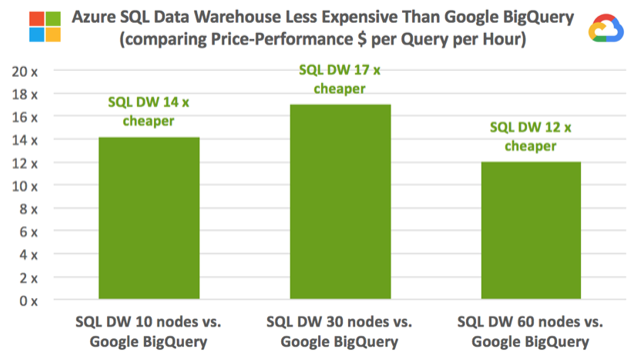 Azure SQL Data Warehouse Less Expensive Than Google BigQuery
(comparing Price-Performance $ per Query per Hour)
20 x
18 x
16 x
14 x
12 x
10 x
8 x
6 x
4 x
2 x
0 x
SQL DW 14 x
cheaper
SQL DW 17 x
cheaper
SQL DW 12 x
cheaper
SQL DW 10 nodes vs.
Google BigQuery
SQL DW 30 nodes vs.
Google BigQuery
SQL DW 60 nodes vs.
Google BigQuery